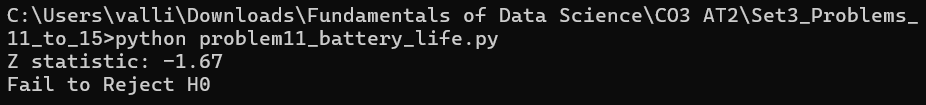 C:\Users\valli\Downloads\Fundamentals of Data Science\CO3 AT2\Set3_Problems_
11_to_15>python problem11_battery_life.py
Z statistic: -1.67
Fail to Reject H0